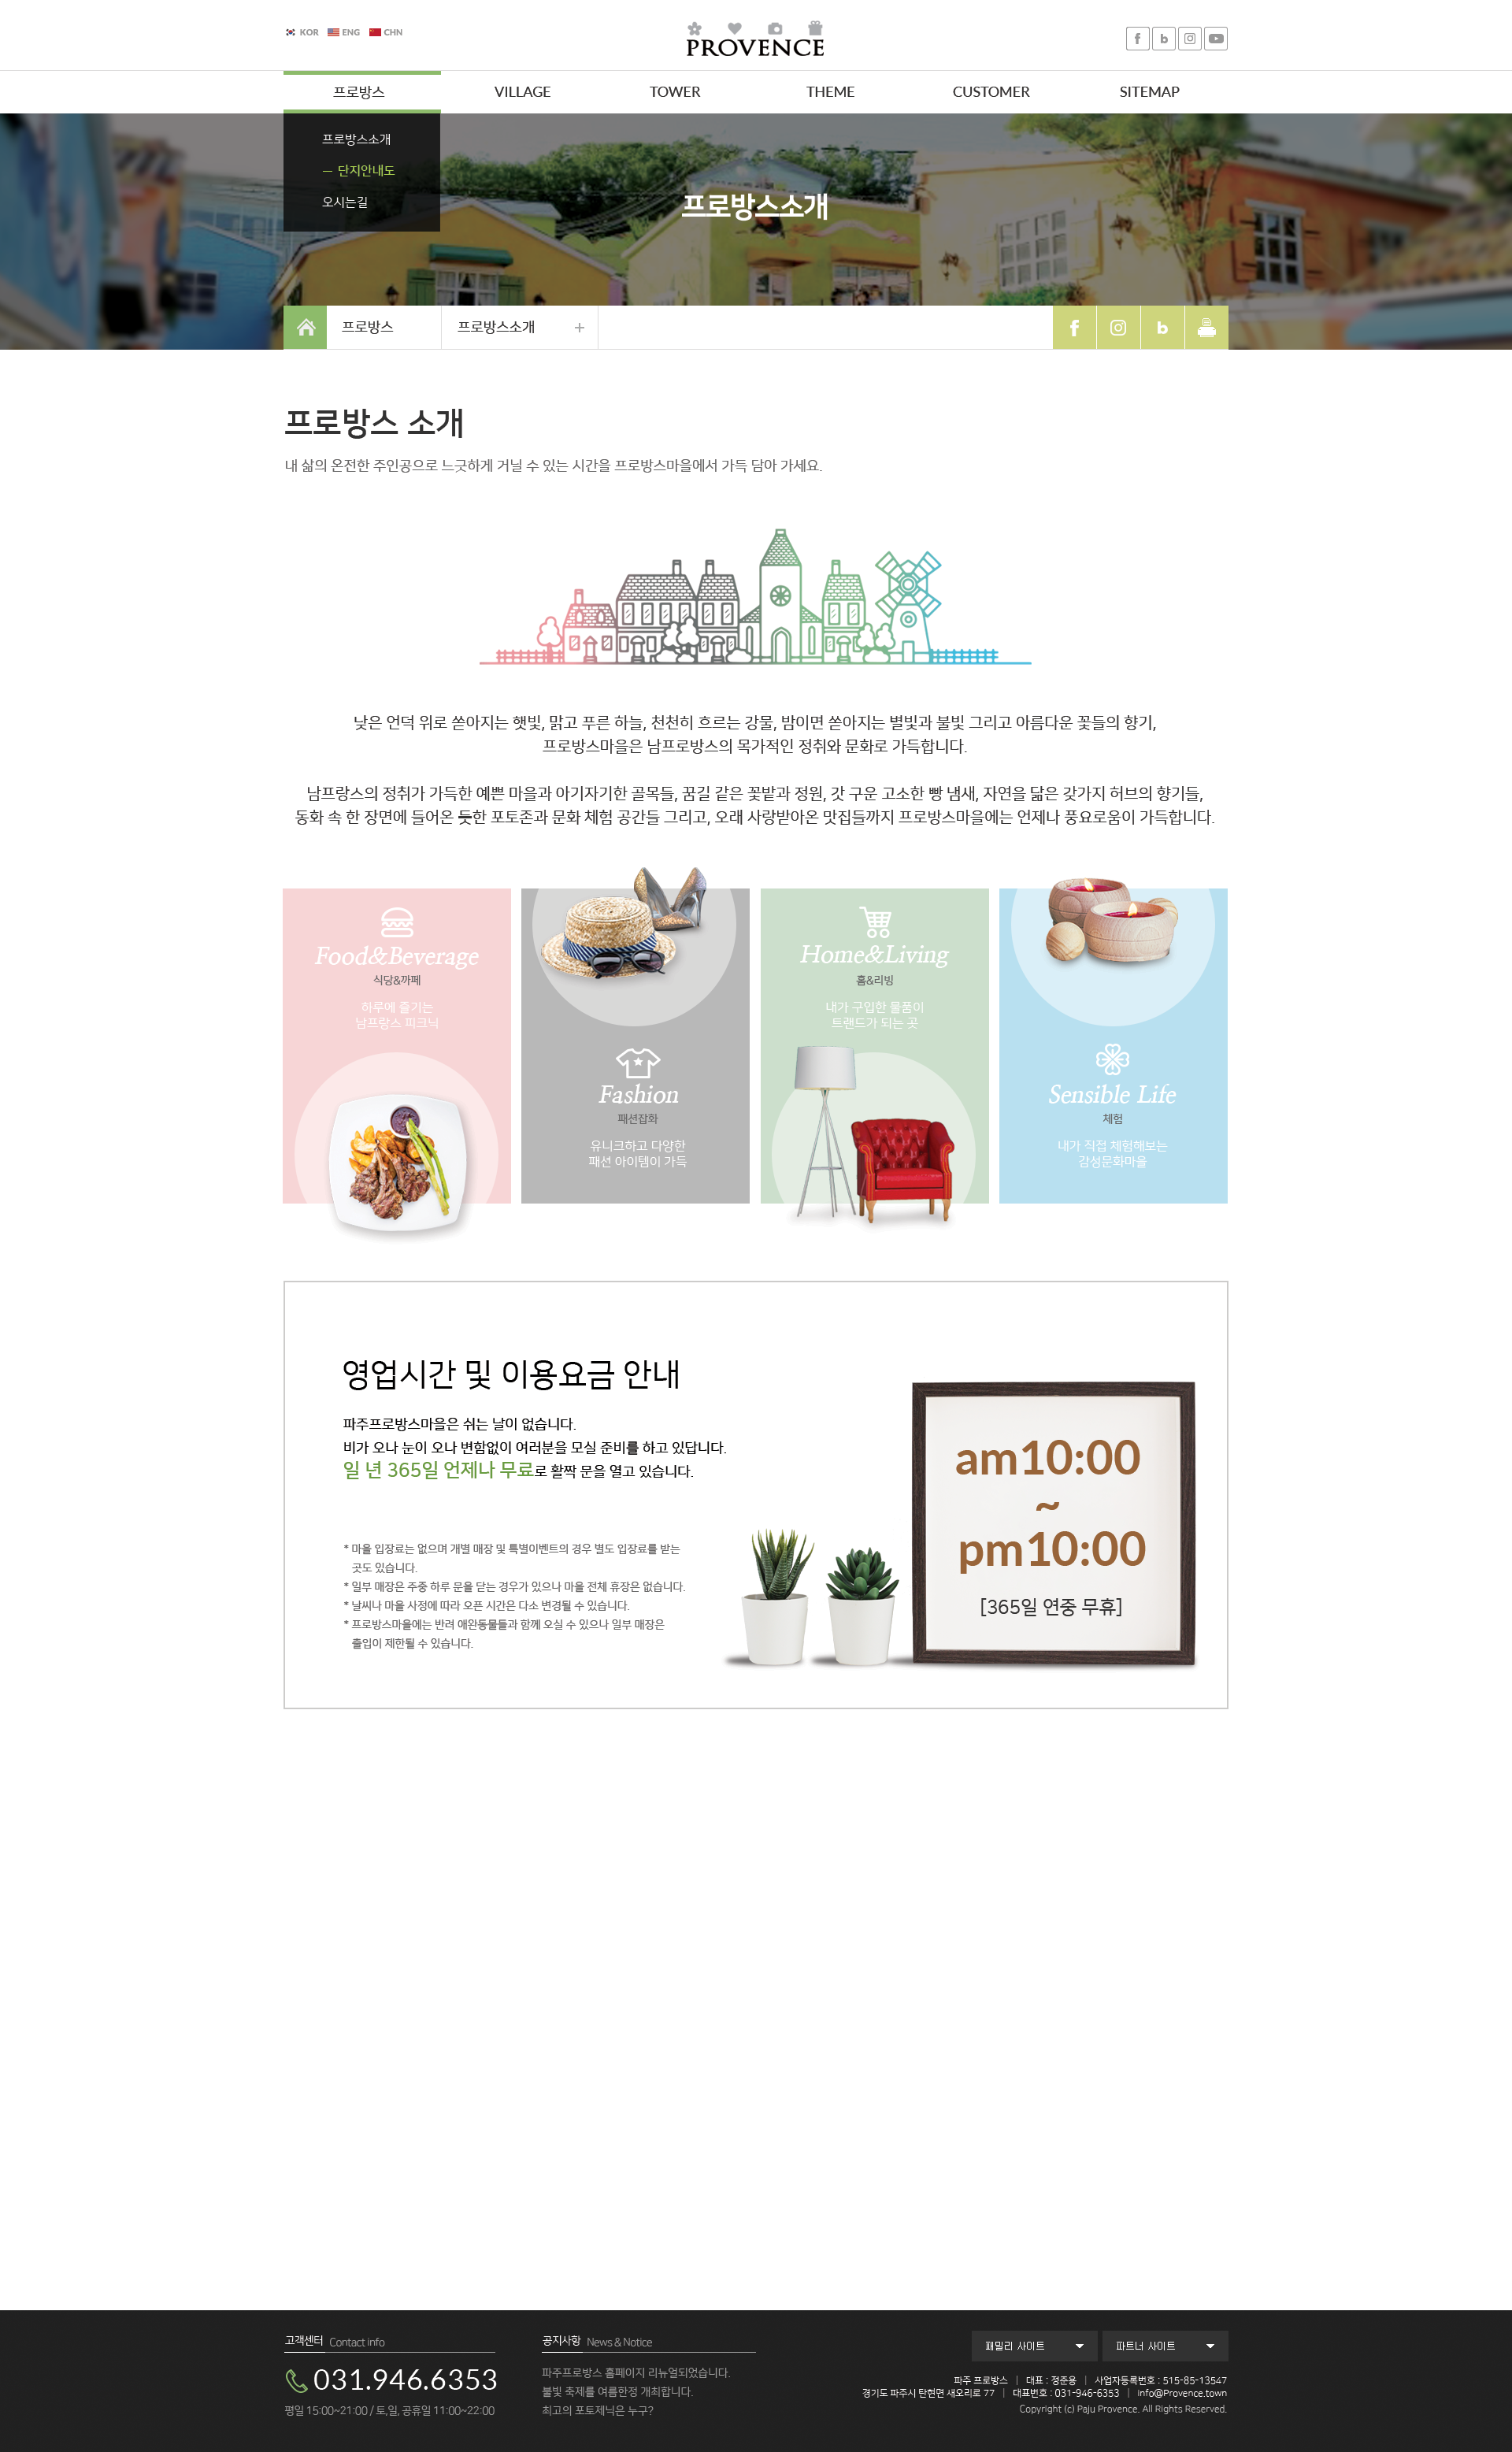 KOR ENG CHN
PROVENCE
프로방스 VILLAGE TOWER THEME CUSTOMER SITEMAP
프로방스소개
단지안내도
오시는길
프로방스소개
프로방스 프로방스소개 +
프로방스 소개
내 삶의 온전한 주인공으로 느긋하게 거닐 수 있는 시간을 프로방스마을에서 가득 담아 가세요.
낮은 언덕 위로 쏟아지는 햇빛, 맑고 푸른 하늘, 천천히 흐르는 강물, 밤이면 쏟아지는 별빛과 불빛 그리고 아름다운 꽃들의 향기,
프로방스마을은 남프로방스의 목가적인 정취와 문화로 가득합니다.
남프랑스의 정취가 가득한 예쁜 마을과 아기자기한 골목들, 꿈길 같은 꽃밭과 정원, 갓 구운 고소한 빵 냄새, 자연을 닮은 갖가지 허브의 향기들,
동화 속 한 장면에 들어온 듯한 포토존과 문화 체험 공간들 그리고, 오래 사랑받아온 맛집들까지 프로방스마을에는 언제나 풍요로움이 가득합니다.
Food&Beverage
식당&까페
하루에 즐기는
남프랑스 피크닉
Fashion
패션잡화
유니크하고 다양한
패션 아이템이 가득
Home&Living
홈&리빙
내가 구입한 물품이
트랜드가 되는 곳
Sensible Life
체험
내가 직접 체험해보는
감성문화마을
영업시간 및 이용요금 안내
파주프로방스마을은 쉬는 날이 없습니다.
비가 오나 눈이 오나 변함없이 여러분을 모실 준비를 하고 있답니다.
일 년 365일 언제나 무료로 활짝 문을 열고 있습니다.
* 마을 입장료는 없으며 개별 매장 및 특별이벤트의 경우 별도 입장료를 받는
곳도 있습니다.
* 일부 매장은 주중 하루 문을 닫는 경우가 있으나 마을 전체 휴장은 없습니다.
* 날씨나 마을 사정에 따라 오픈 시간은 다소 변경될 수 있습니다.
* 프로방스마을에는 반려 애완동물들과 함께 오실 수 있으나 일부 매장은
출입이 제한될 수 있습니다.
am10:00
~
pm10:00
[365일 연중 무휴]
고객센터 Contact info
031.946.6353
평일 15:00~21:00 / 토,일, 공휴일 11:00~22:00
공지사항 News & Notice
파주프로방스 홈페이지 리뉴얼되었습니다.
불빛 축제를 여름한정 개최합니다.
최고의 포토제닉은 누구?
패밀리 사이트 파트너 사이트
파주 프로방스 | 대표 : 정준용 | 사업자등록번호 : 515-85-13547
경기도 파주시 탄현면 새오리로 77 | 대표번호 : 031-946-6353 | info@Provence.town
Copyright (c) Paju Provence. All Rights Reserved.